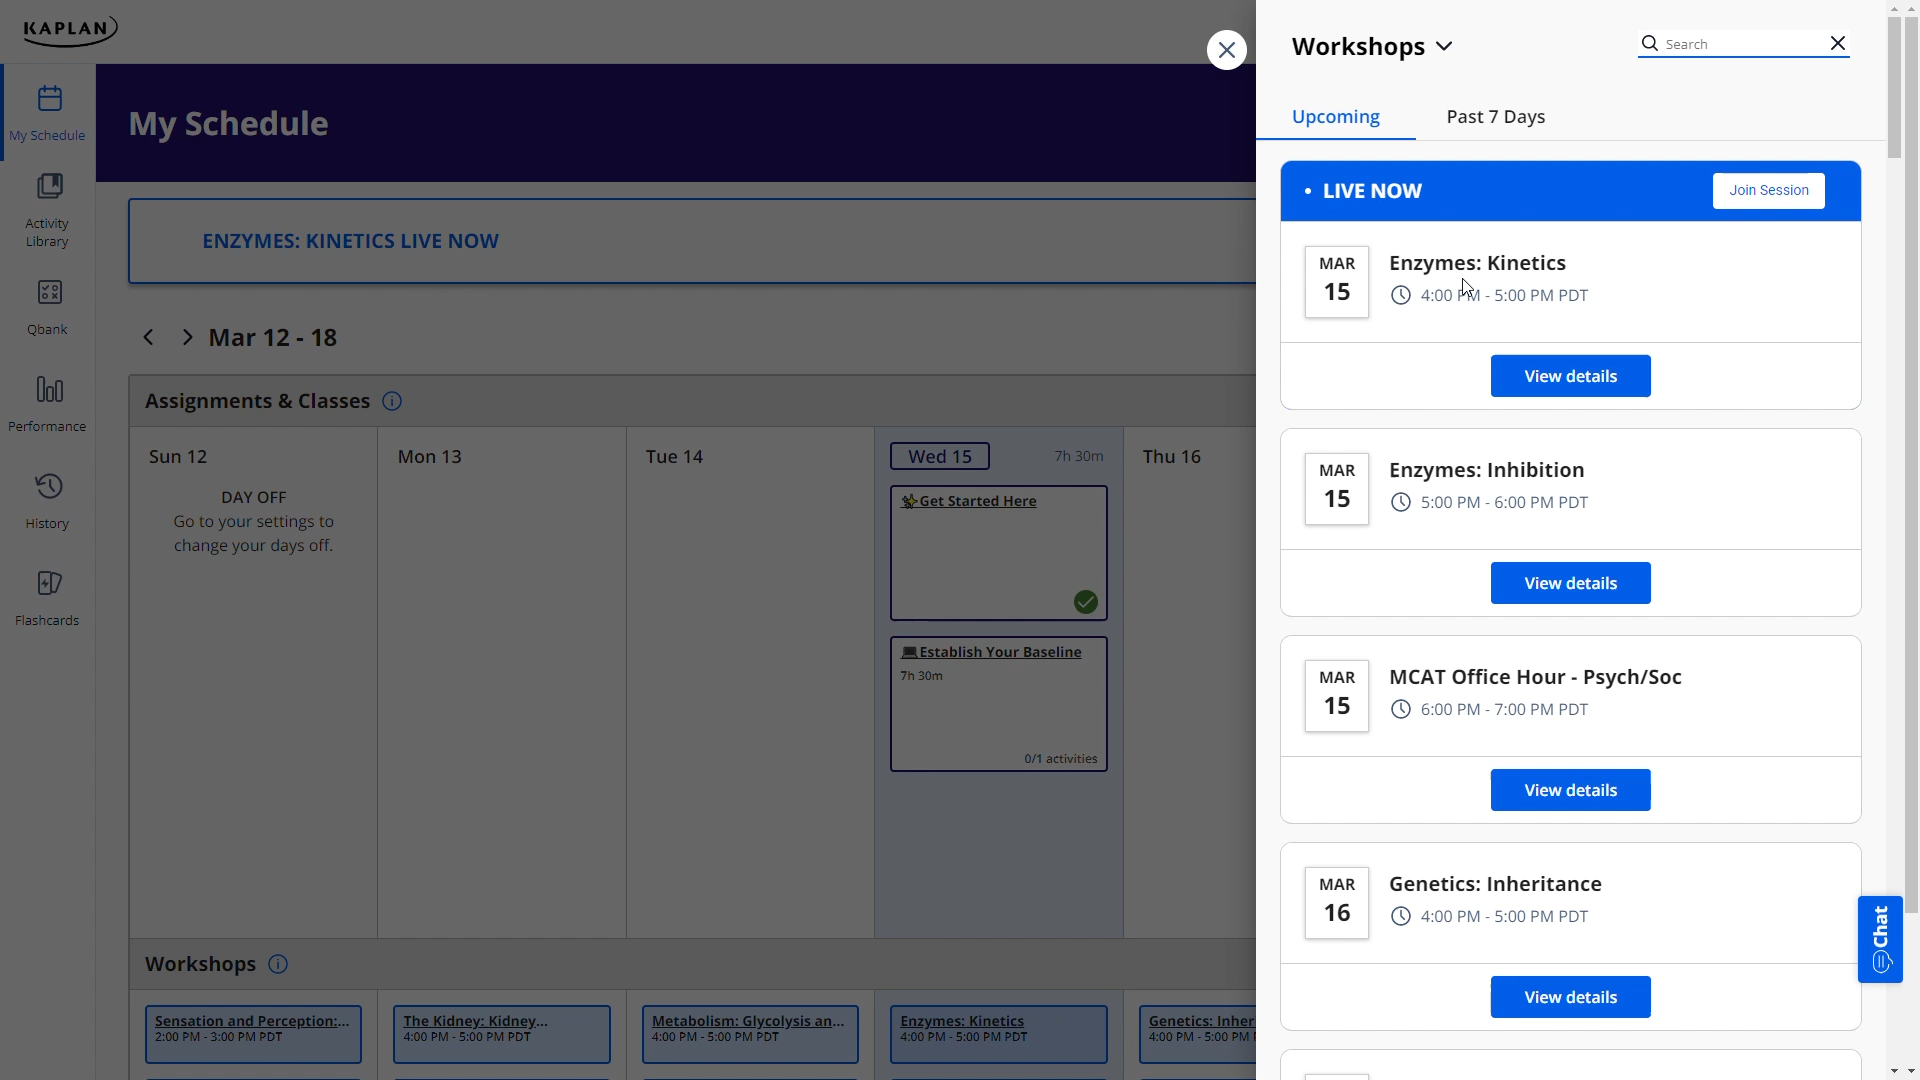 KAPLAN
My Schedule
Activity
Library
Qbank
Performance
History
Flashcards
My Schedule
ENZYMES: KINETICS LIVE NOW
Mar 12 - 18
Assignments & Classes
Sun 12
DAY OFF
Go to your settings to
change your days off.
Mon 13
Tue 14
Wed 15
7h 30m
Get Started Here
Establish Your Baseline
7h 30m
0/1 activities
Thu 16
Workshops
Sensation and Perception:...
2:00 PM - 3:00 PM PDT
The Kidney: Kidney...
4:00 PM - 5:00 PM PDT
Metabolism: Glycolysis an...
4:00 PM - 5:00 PM PDT
Enzymes: Kinetics
4:00 PM - 5:00 PM PDT
Genetics: Inher
4:00 PM - 5:00 PM
Workshops
Search
Upcoming
Past 7 Days
• LIVE NOW
Join Session
MAR
15
Enzymes: Kinetics
4:00 PM - 5:00 PM PDT
View details
MAR
15
Enzymes: Inhibition
5:00 PM - 6:00 PM PDT
View details
MAR
15
MCAT Office Hour - Psych/Soc
6:00 PM - 7:00 PM PDT
View details
MAR
16
Genetics: Inheritance
4:00 PM - 5:00 PM PDT
View details
Chat